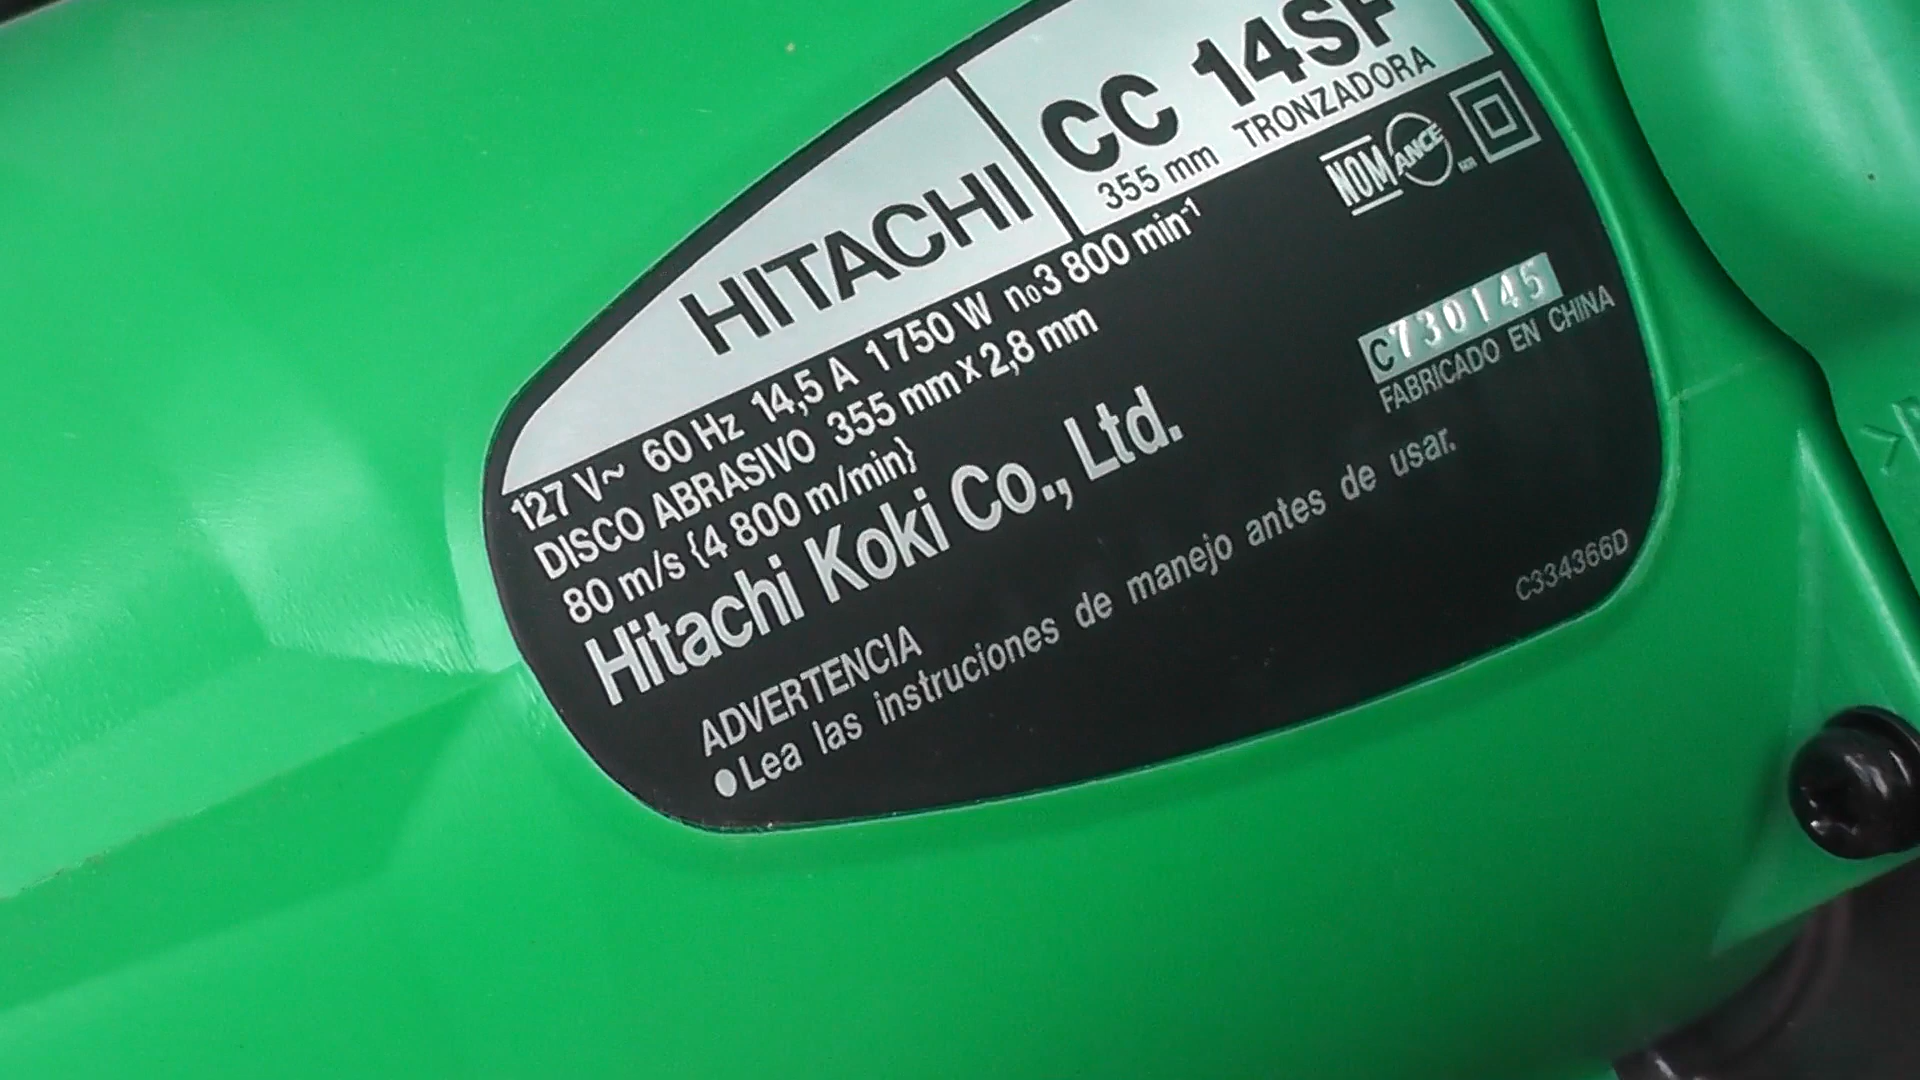 HITACHI
CC 14SF
355 mm TRONZADORA
127 V~ 60 Hz 14,5 A 1750 W n₀3 800 min⁻¹
DISCO ABRASIVO 355 mm x 2,8 mm
80 m/s {4 800 m/min}
Hitachi Koki Co., Ltd.
NOM ANCE
C730145
FABRICADO EN CHINA
ADVERTENCIA
●Lea las instruciones de manejo antes de usar.
C334366D